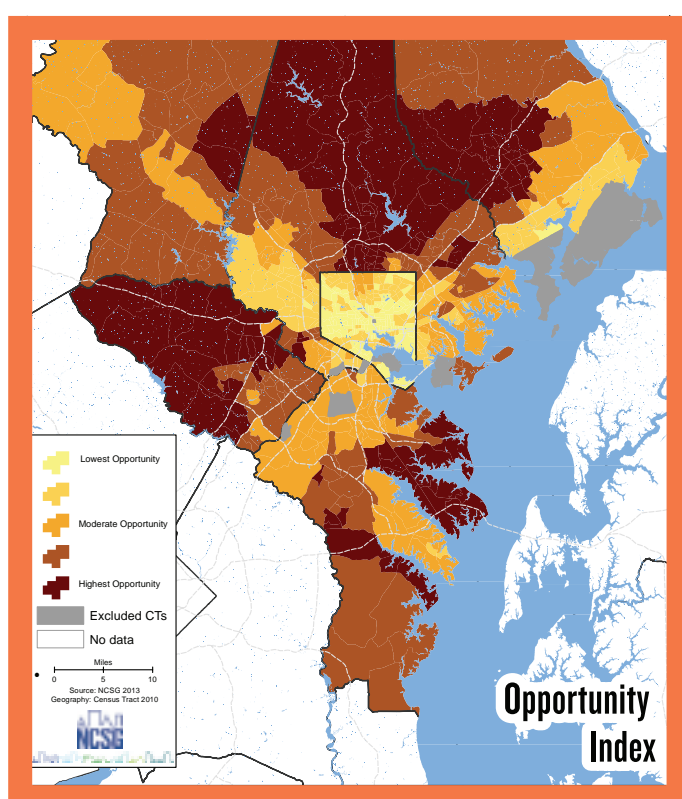 Lowest Opportunity
Moderate Opportunity
Highest Opportunity
Excluded CTs
No data
Miles
0 5 10
Source: NCSG 2013
Geography: Census Tract 2010
NCSG
Opportunity
Index